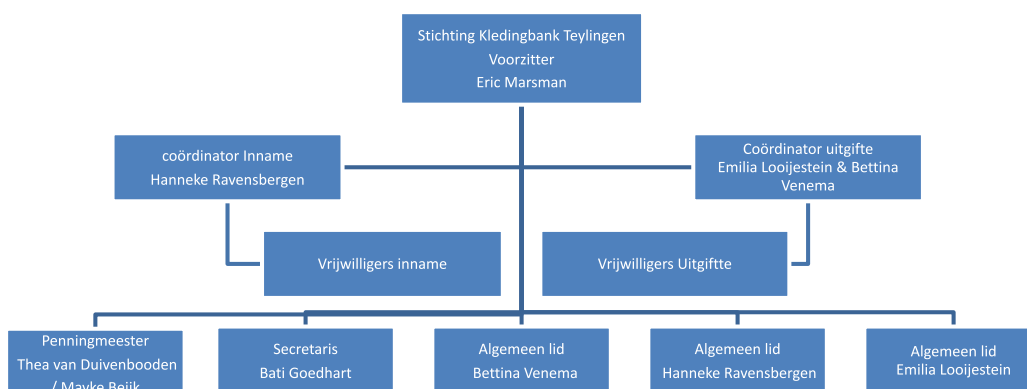 Stichting Kledingbank Teylingen
Voorzitter
Eric Marsman
coördinator Inname
Hanneke Ravensbergen
Coördinator uitgifte
Emilia Looijestein & Bettina
Venema
Vrijwilligers inname
Vrijwilligers Uitgiftte
Penningmeester
Thea van Duivenbooden
/ Mayke Beijk
Secretaris
Bati Goedhart
Algemeen lid
Bettina Venema
Algemeen lid
Hanneke Ravensbergen
Algemeen lid
Emilia Looijestein